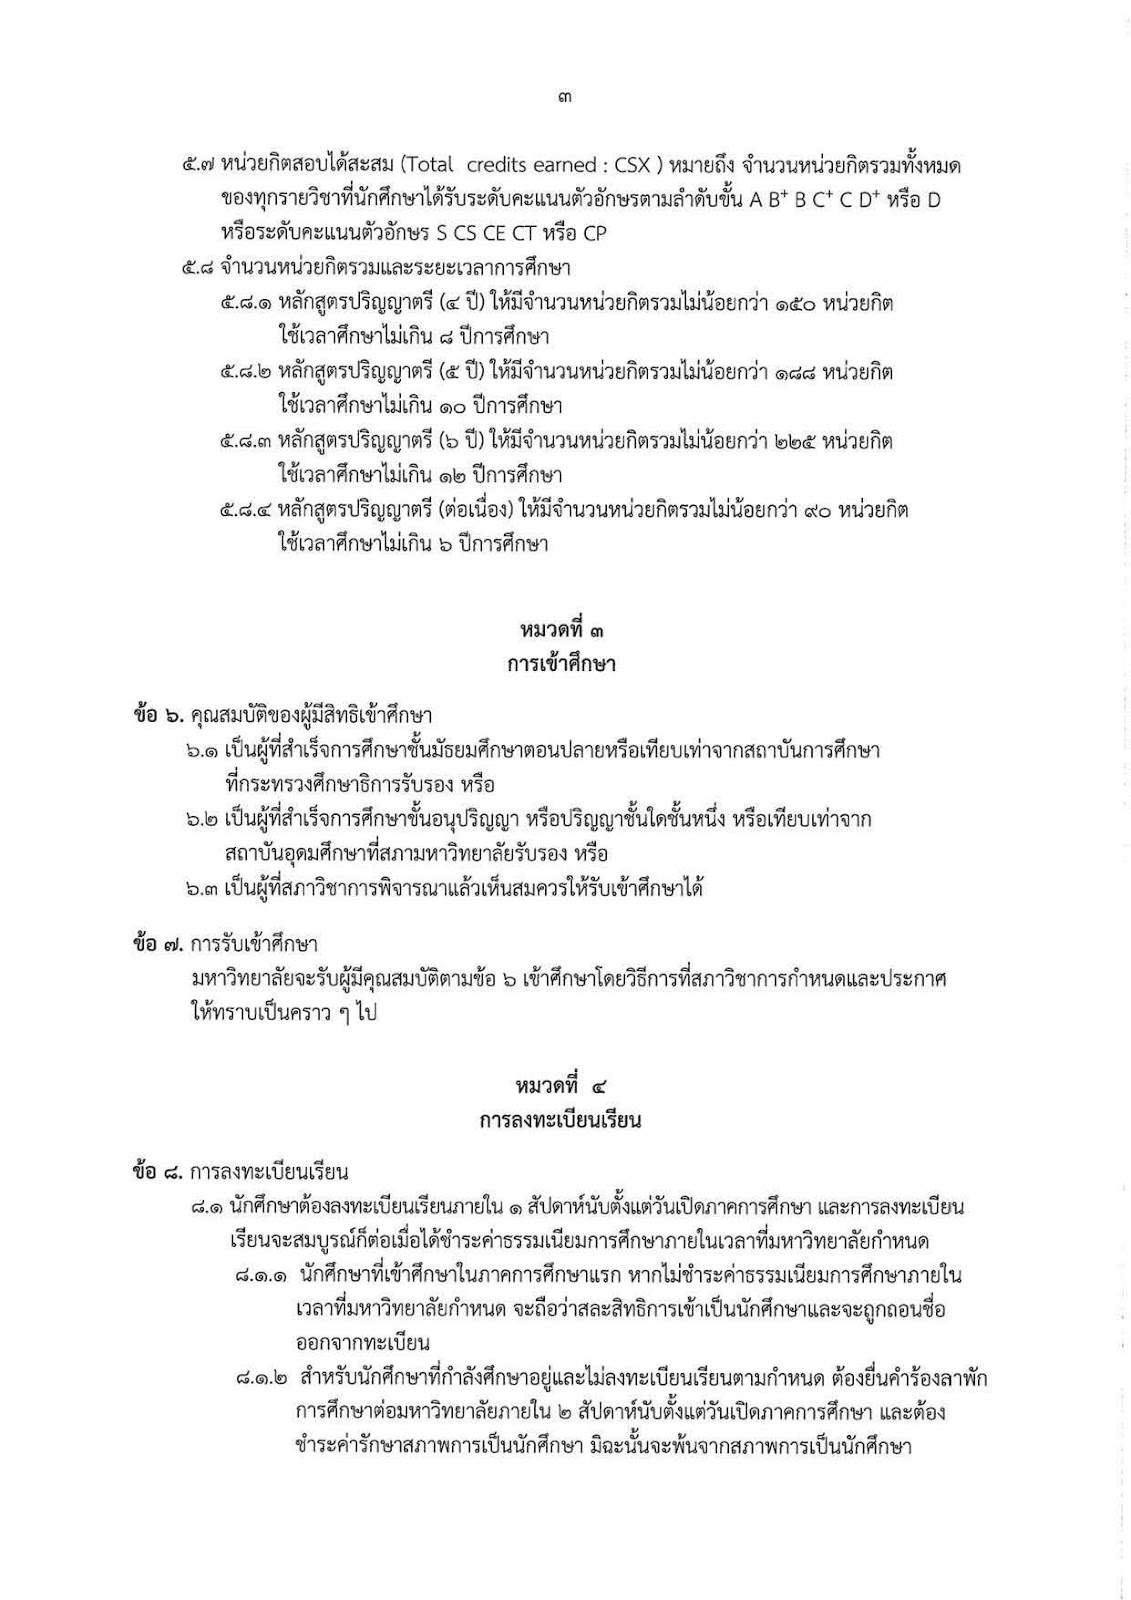 ๓
๕.๗ หน่วยกิตสอบได้สะสม (Total credits earned : CSX ) หมายถึง จำนวนหน่วยกิตรวมทั้งหมด
ของทุกรายวิชาที่นักศึกษาได้รับระดับคะแนนตัวอักษรตามลำดับขั้น A B⁺ B C⁺ C D⁺ หรือ D
หรือระดับคะแนนตัวอักษร S CS CE CT หรือ CP
๕.๘ จำนวนหน่วยกิตรวมและระยะเวลาการศึกษา
๕.๘.๑ หลักสูตรปริญญาตรี (๔ ปี) ให้มีจำนวนหน่วยกิตรวมไม่น้อยกว่า ๑๕๐ หน่วยกิต
ใช้เวลาศึกษาไม่เกิน ๘ ปีการศึกษา
๕.๘.๒ หลักสูตรปริญญาตรี (๕ ปี) ให้มีจำนวนหน่วยกิตรวมไม่น้อยกว่า ๑๘๘ หน่วยกิต
ใช้เวลาศึกษาไม่เกิน ๑๐ ปีการศึกษา
๕.๘.๓ หลักสูตรปริญญาตรี (๖ ปี) ให้มีจำนวนหน่วยกิตรวมไม่น้อยกว่า ๒๒๕ หน่วยกิต
ใช้เวลาศึกษาไม่เกิน ๑๒ ปีการศึกษา
๕.๘.๔ หลักสูตรปริญญาตรี (ต่อเนื่อง) ให้มีจำนวนหน่วยกิตรวมไม่น้อยกว่า ๙๐ หน่วยกิต
ใช้เวลาศึกษาไม่เกิน ๖ ปีการศึกษา
หมวดที่ ๓
การเข้าศึกษา
ข้อ ๖. คุณสมบัติของผู้มีสิทธิเข้าศึกษา
๖.๑ เป็นผู้ที่สำเร็จการศึกษาชั้นมัธยมศึกษาตอนปลายหรือเทียบเท่าจากสถาบันการศึกษา
ที่กระทรวงศึกษาธิการรับรอง หรือ
๖.๒ เป็นผู้ที่สำเร็จการศึกษาขั้นอนุปริญญา หรือปริญญาชั้นใดชั้นหนึ่ง หรือเทียบเท่าจาก
สถาบันอุดมศึกษาที่สภามหาวิทยาลัยรับรอง หรือ
๖.๓ เป็นผู้ที่สภาวิชาการพิจารณาแล้วเห็นสมควรให้รับเข้าศึกษาได้
ข้อ ๗. การรับเข้าศึกษา
มหาวิทยาลัยจะรับผู้มีคุณสมบัติตามข้อ ๖ เข้าศึกษาโดยวิธีการที่สภาวิชาการกำหนดและประกาศ
ให้ทราบเป็นคราว ๆ ไป
หมวดที่ ๔
การลงทะเบียนเรียน
ข้อ ๘. การลงทะเบียนเรียน
๘.๑ นักศึกษาต้องลงทะเบียนเรียนภายใน ๑ สัปดาห์นับตั้งแต่วันเปิดภาคการศึกษา และการลงทะเบียน
เรียนจะสมบูรณ์ก็ต่อเมื่อได้ชำระค่าธรรมเนียมการศึกษาภายในเวลาที่มหาวิทยาลัยกำหนด
๘.๑.๑ นักศึกษาที่เข้าศึกษาในภาคการศึกษาแรก หากไม่ชำระค่าธรรมเนียมการศึกษาภายใน
เวลาที่มหาวิทยาลัยกำหนด จะถือว่าสละสิทธิการเข้าเป็นนักศึกษาและจะถูกถอนชื่อ
ออกจากทะเบียน
๘.๑.๒ สำหรับนักศึกษาที่กำลังศึกษาอยู่และไม่ลงทะเบียนเรียนตามกำหนด ต้องยื่นคำร้องลาพัก
การศึกษาต่อมหาวิทยาลัยภายใน ๒ สัปดาห์นับตั้งแต่วันเปิดภาคการศึกษา และต้อง
ชำระค่ารักษาสภาพการเป็นนักศึกษา มิฉะนั้นจะพ้นจากสภาพการเป็นนักศึกษา